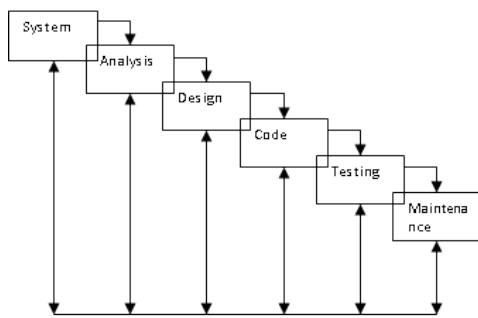 System
Analysis
Design
Code
Testing
Maintena
nce